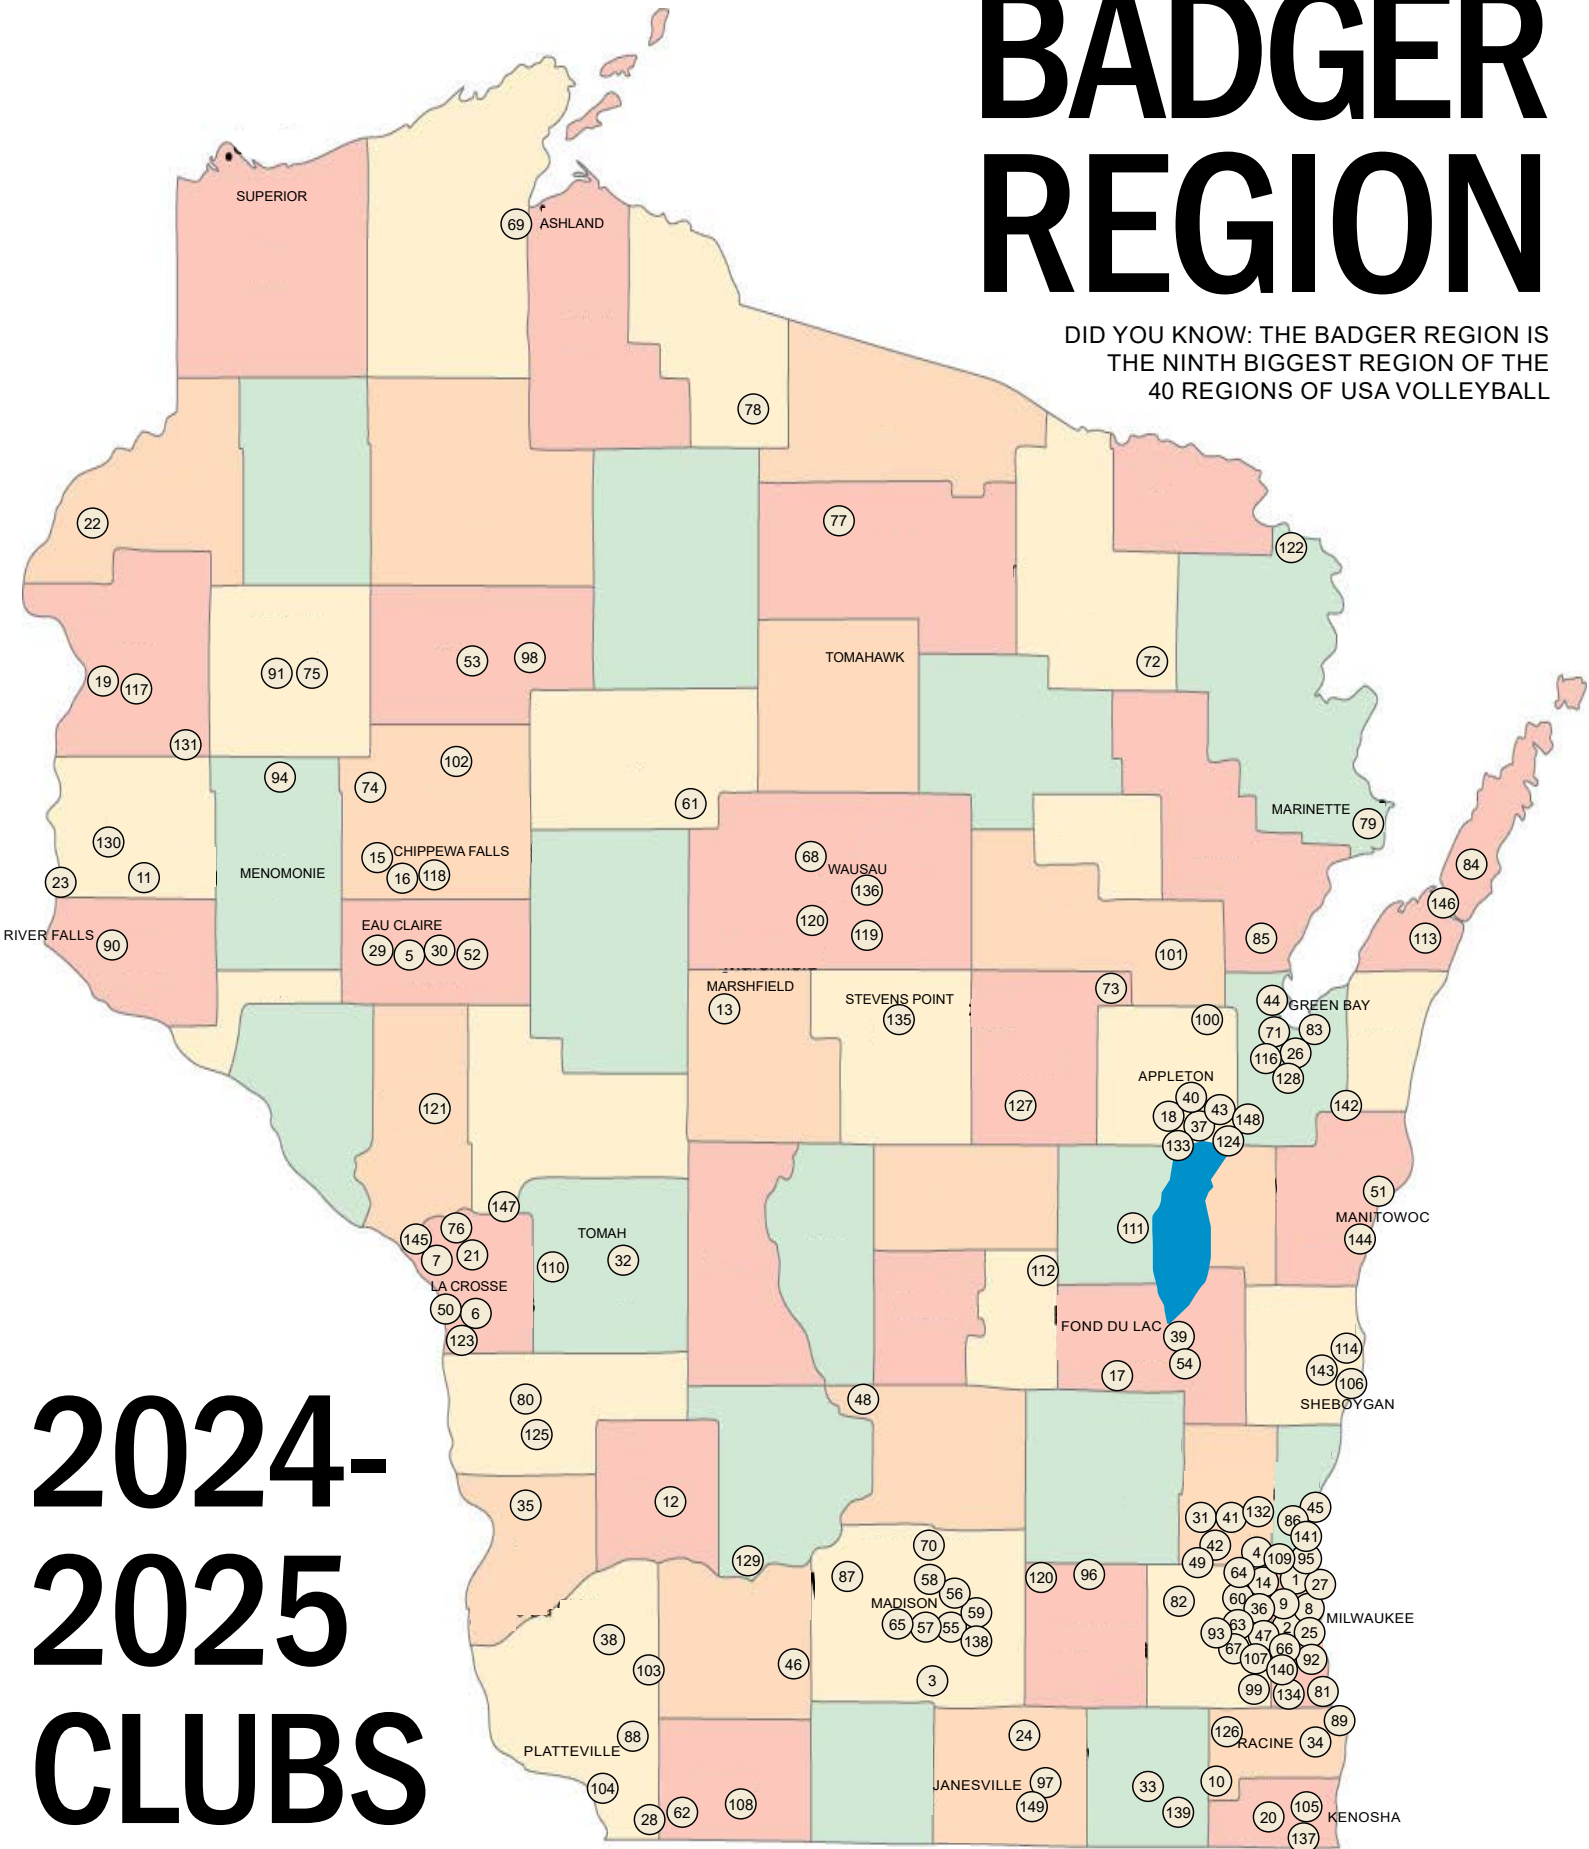 BADGER
REGION
DID YOU KNOW: THE BADGER REGION IS
THE NINTH BIGGEST REGION OF THE
40 REGIONS OF USA VOLLEYBALL
SUPERIOR
69 ASHLAND
78
22
77
122
TOMAHAWK
53 98
91 75
72
19 117
131
102
94
74
61
MARINETTE
79
130
15 CHIPPEWA FALLS
68
WAUSAU
84
MENOMONIE
23 11
16 118
136
146
120
119
EAU CLAIRE
RIVER FALLS 90
29 5 30 52
85
113
101
MARSHFIELD
13
STEVENS POINT
135
73
100
44 GREEN BAY
71 83
116 26
128
APPLETON
40
18 43 148
37
133 124
121
127
142
51
MANITOWOC
144
147
76
145
7 21
TOMAH
110 32
111
LA CROSSE
50 6
123
112
FOND DU LAC
39
54
17
114
143
106
SHEBOYGAN
2024-
2025
CLUBS
80
125
48
35
12
129
31 41 132
45
86
141
42
49
4 109 95
70
87
58
56
MADISON
59
65 57 55
138
3
120 96
82
64
14 1 27
60
36 9 8
MILWAUKEE
63
93 47 2 25
67
66
107 92
140
99 134 81
38
103
46
88
PLATTEVILLE
104
28 62
108
24
JANESVILLE 97
149
33
139
89
126
RACINE 34
10
20 105
KENOSHA
137